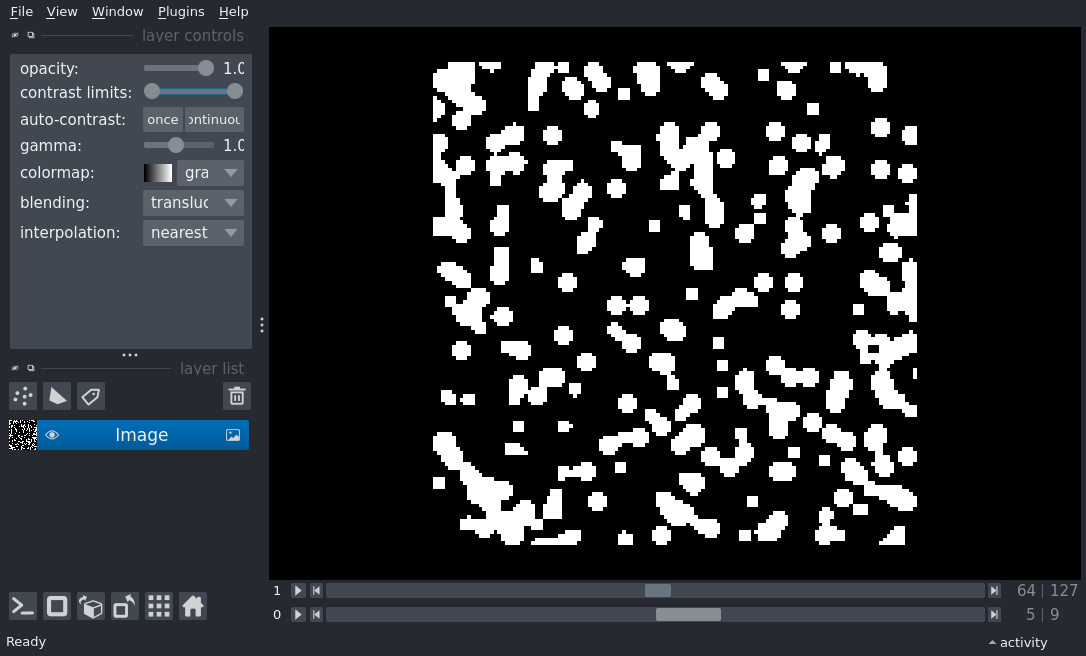 File View Window Plugins Help
layer controls
opacity: 1.0
contrast limits:
auto-contrast: once ontinuou
gamma: 1.0
colormap: gra
blending: transluc
interpolation: nearest
layer list
Image
1 64 127
0 5 9
Ready activity